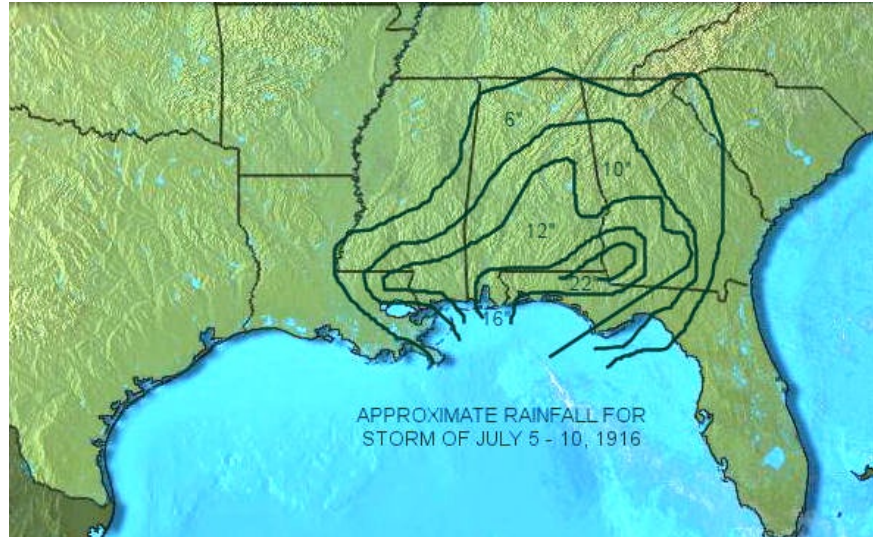 6"
10"
12"
22"
16"
APPROXIMATE RAINFALL FOR
STORM OF JULY 5 - 10, 1916